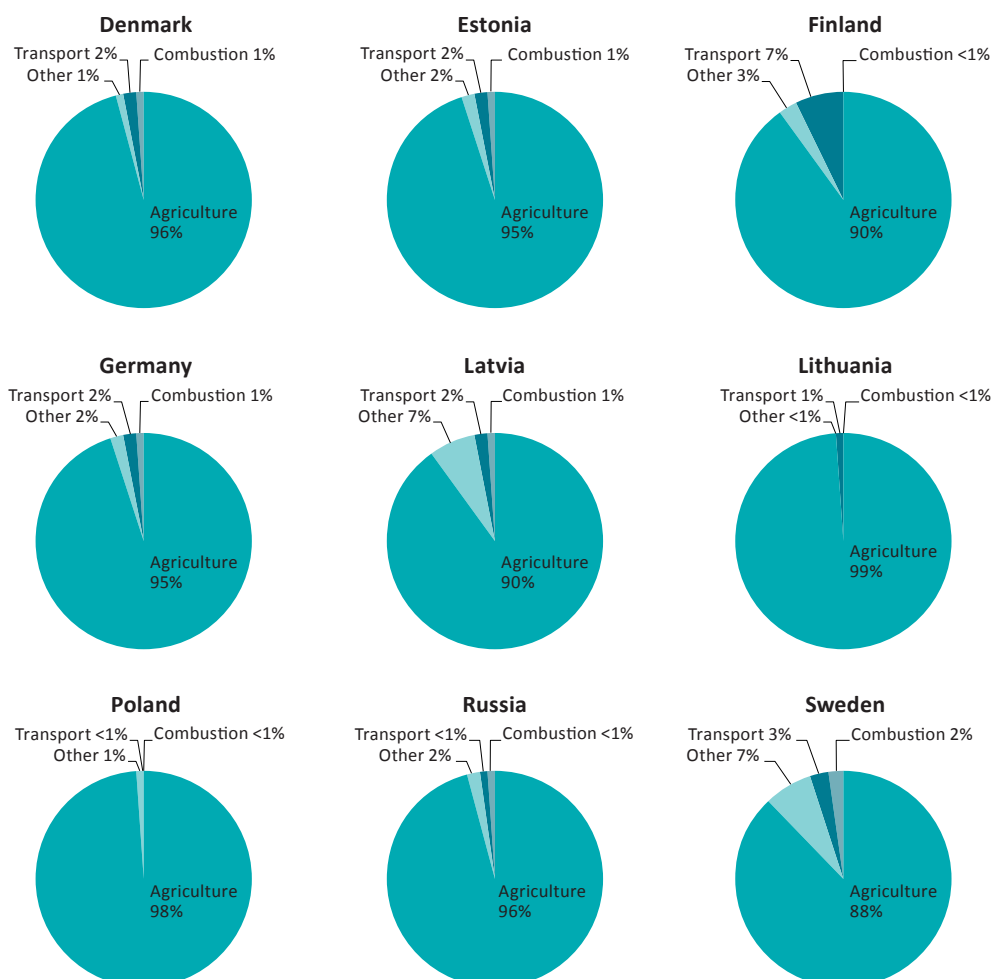 Denmark
Transport 2%
Combustion 1%
Other 1%
Agriculture
96%
Estonia
Transport 2%
Combustion 1%
Other 2%
Agriculture
95%
Finland
Transport 7%
Combustion <1%
Other 3%
Agriculture
90%
Germany
Transport 2%
Combustion 1%
Other 2%
Agriculture
95%
Latvia
Transport 2%
Combustion 1%
Other 7%
Agriculture
90%
Lithuania
Transport 1%
Combustion <1%
Other <1%
Agriculture
99%
Poland
Transport <1%
Combustion <1%
Other 1%
Agriculture
98%
Russia
Transport <1%
Combustion <1%
Other 2%
Agriculture
96%
Sweden
Transport 3%
Combustion 2%
Other 7%
Agriculture
88%